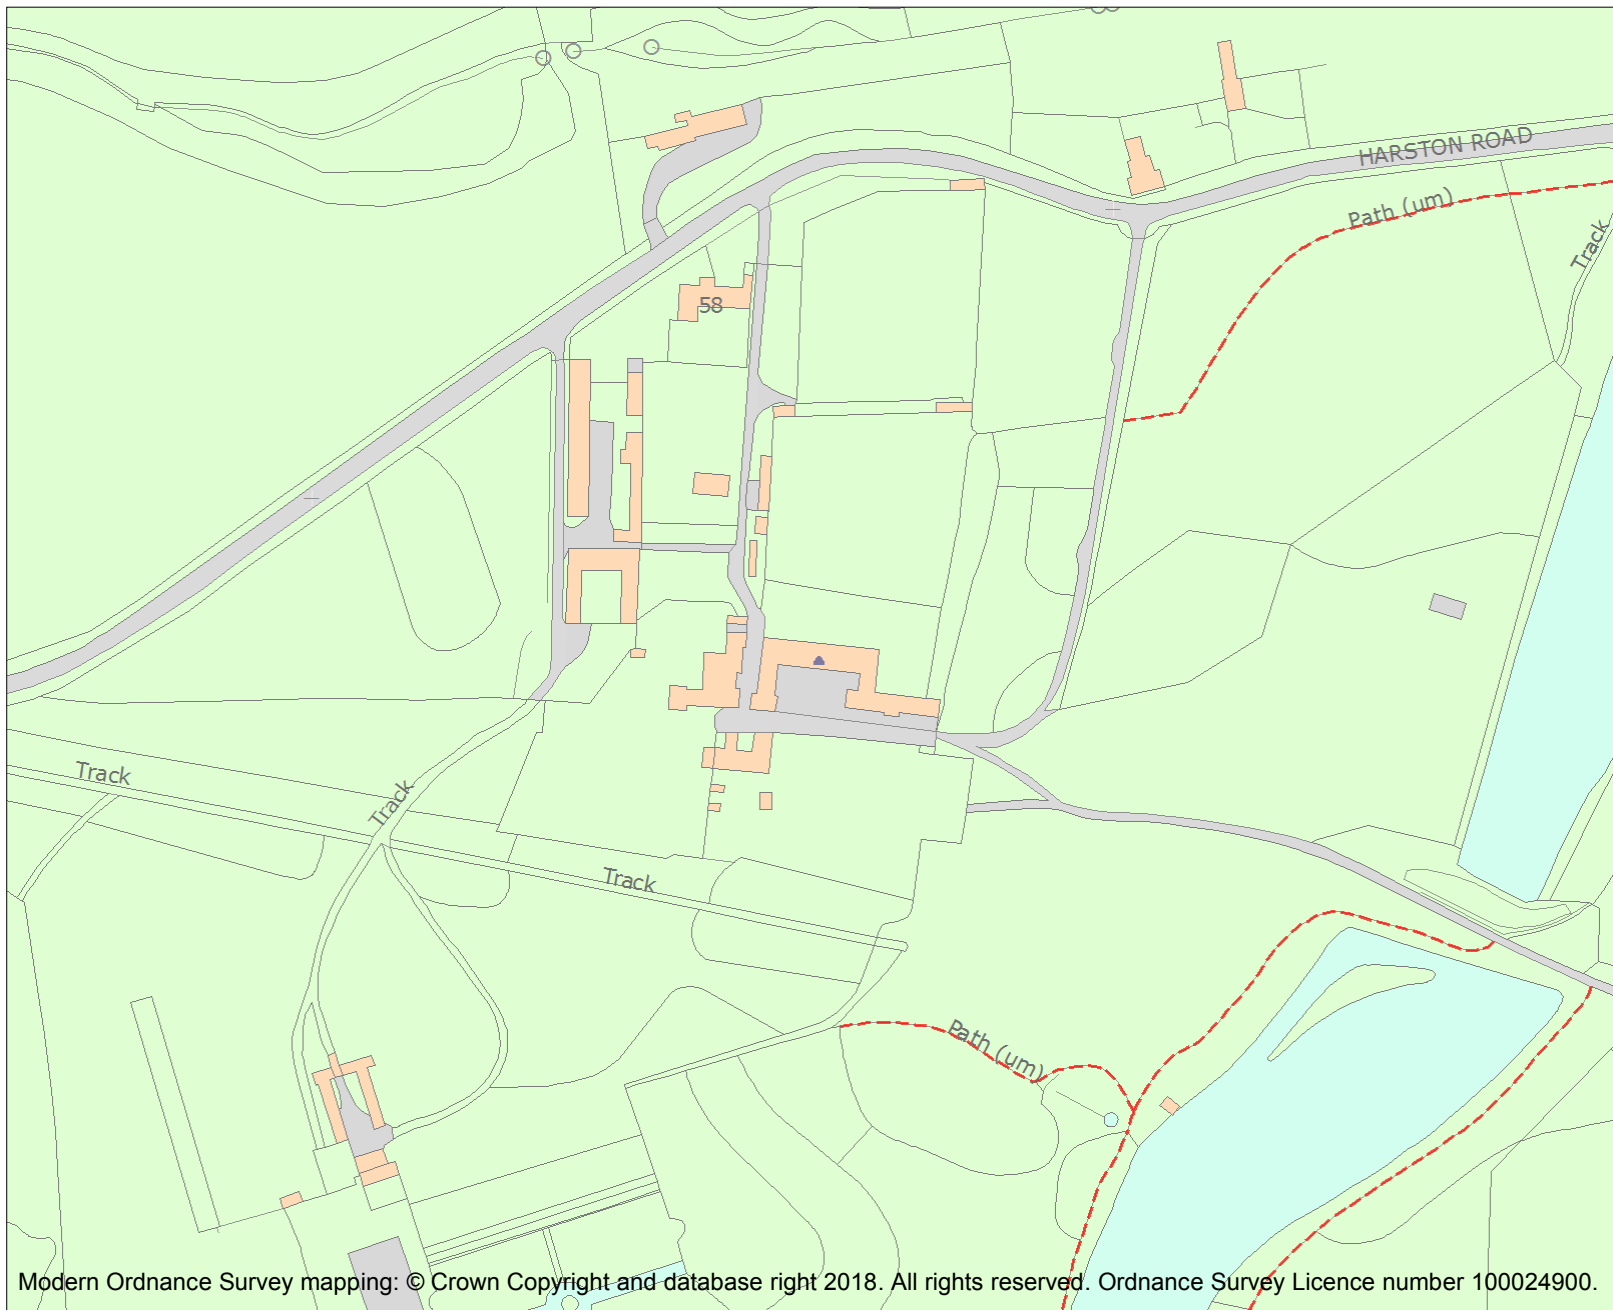 HARSTON ROAD
Path (um)
Track
58
Track
Track
Track
Path (um)
Modern Ordnance Survey mapping: © Crown Copyright and database right 2018. All rights reserved. Ordnance Survey Licence number 100024900.